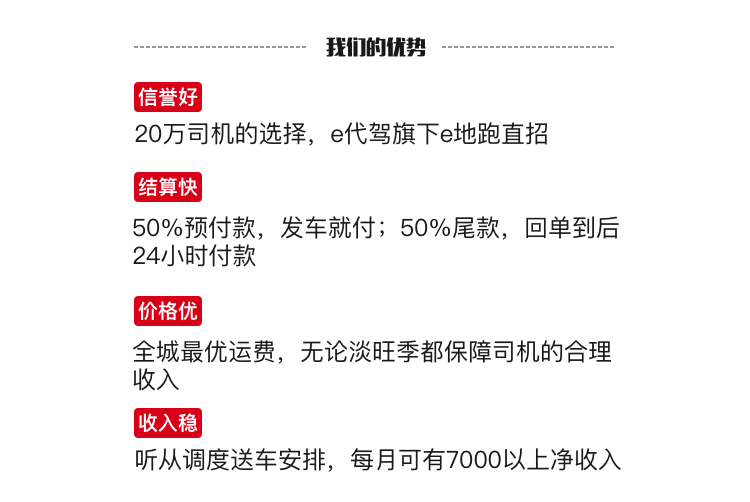 我们的优势
信誉好
20万司机的选择，e代驾旗下e地跑直招
结算快
50%预付款，发车就付；50%尾款，回单到后
24小时付款
价格优
全城最优运费，无论淡旺季都保障司机的合理
收入
收入稳
听从调度送车安排，每月可有7000以上净收入